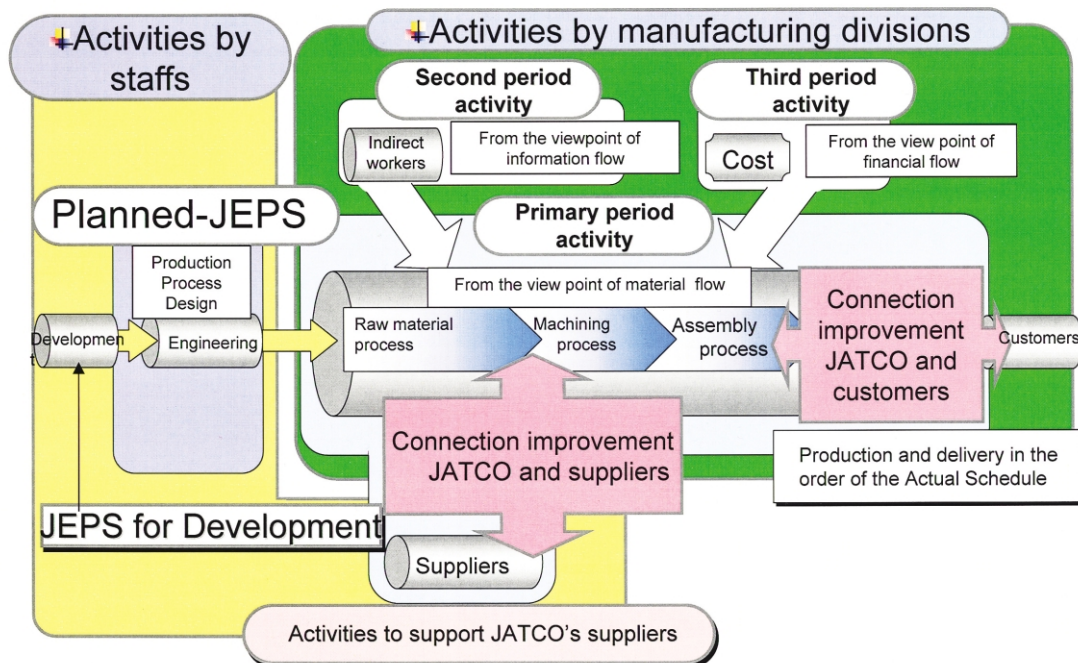 Activities by
staffs
Activities by manufacturing divisions
Second period
activity
Third period
activity
Indirect
workers
From the viewpoint of
information flow
Cost
From the view point of
financial flow
Planned-JEPS
Primary period
activity
Production
Process
Design
From the view point of material flow
Developmen
t
Engineering
Raw material
process
Machining
process
Assembly
process
Connection
improvement
JATCO and
customers
Customers
Connection improvement
JATCO and suppliers
Production and delivery in the
order of the Actual Schedule
JEPS for Development
Suppliers
Activities to support JATCO's suppliers